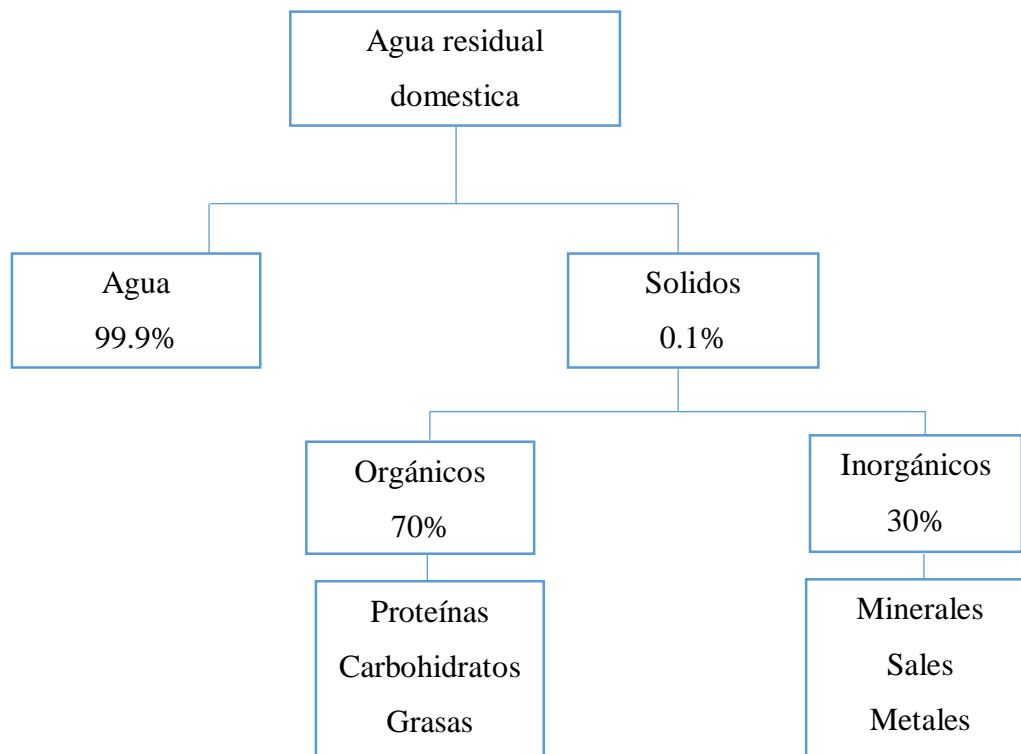 Agua residual
domestica
Agua
99.9%
Solidos
0.1%
Orgánicos
70%
Inorgánicos
30%
Proteínas
Carbohidratos
Grasas
Minerales
Sales
Metales